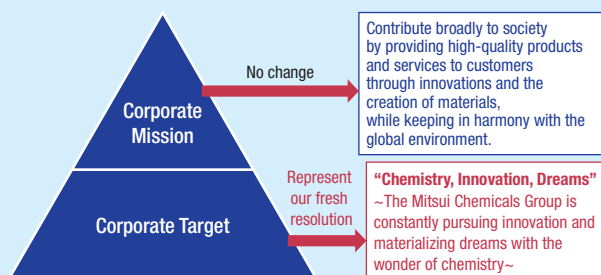 Corporate
Mission
No change
Contribute broadly to society
by providing high-quality products
and services to customers
through innovations and the
creation of materials,
while keeping in harmony with the
global environment.
Corporate Target
Represent
our fresh
resolution
“Chemistry, Innovation, Dreams”
~The Mitsui Chemicals Group is
constantly pursuing innovation and
materializing dreams with the
wonder of chemistry~